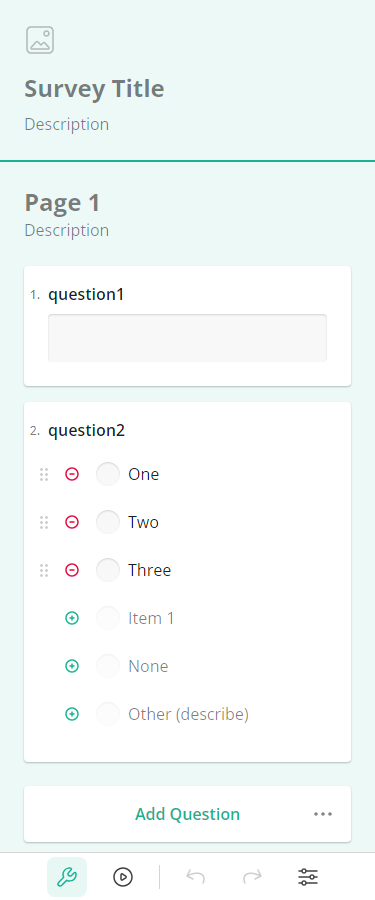 Survey Title
Description
Page 1
Description
1. question1
2. question2
One
Two
Three
Item 1
None
Other (describe)
Add Question